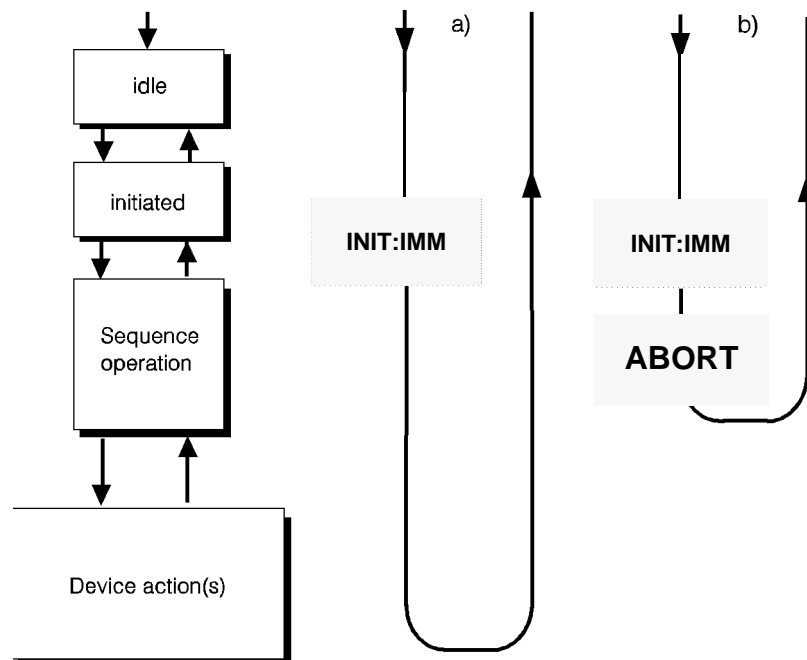 a)
b)
idle
initiated
INIT:IMM
INIT:IMM
Sequence
operation
ABORT
Device action(s)